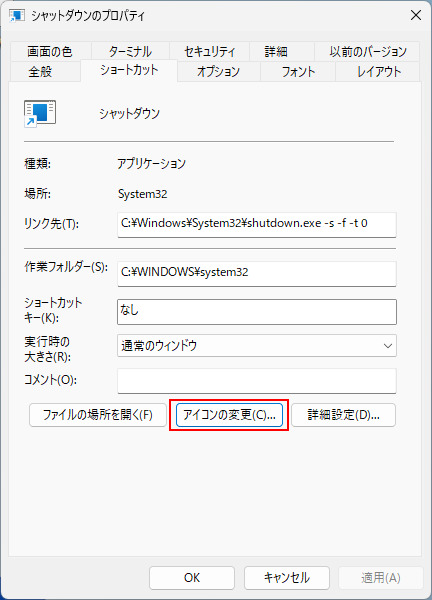 シャットダウンのプロパティ
画面の色 ターミナル セキュリティ 詳細 以前のバージョン
全般 ショートカット オプション フォント レイアウト
シャットダウン
種類: アプリケーション
場所: System32
リンク先(T): C:¥Windows¥System32¥shutdown.exe -s -f -t 0
作業フォルダー(S): C:¥WINDOWS¥system32
ショートカット
キー(K): なし
実行時の
大きさ(R): 通常のウィンドウ
コメント(O):
ファイルの場所を開く(F) アイコンの変更(C)... 詳細設定(D)...
OK キャンセル 適用(A)